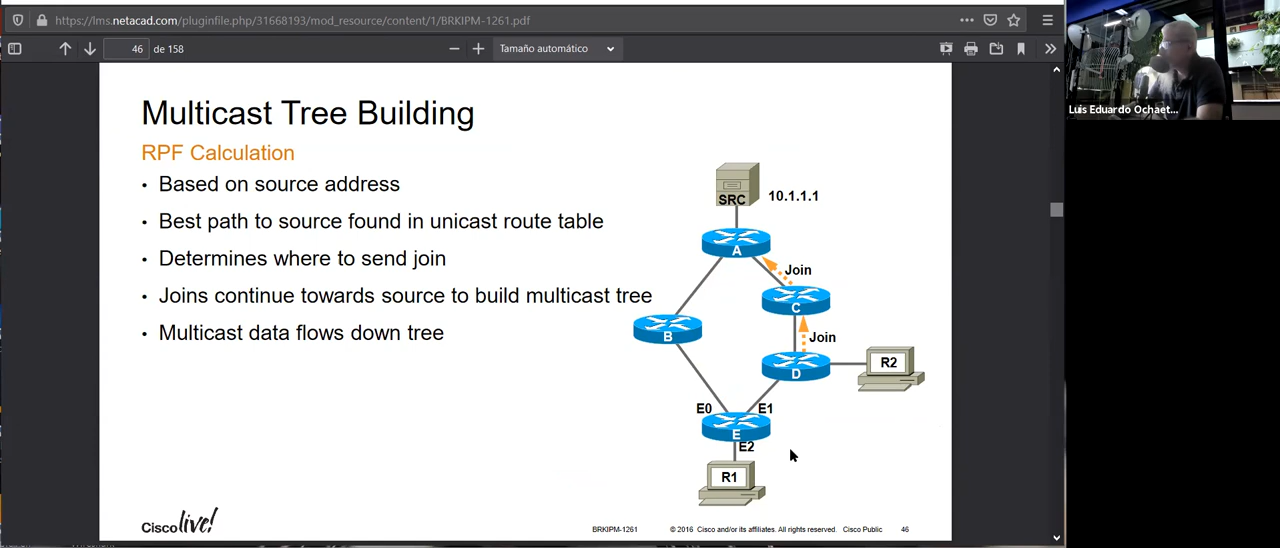 https://lms.netacad.com/pluginfile.php/31668193/mod_resource/content/1/BRKIPM-1261.pdf
46 de 158
Tamaño automático
Luis Eduardo Ochaet...
Multicast Tree Building
RPF Calculation
• Based on source address
• Best path to source found in unicast route table
• Determines where to send join
• Joins continue towards source to build multicast tree
• Multicast data flows down tree
SRC
10.1.1.1
A
Join
C
B
Join
D
R2
E0
E1
E
E2
R1
Cisco live!
BRKIPM-1261
© 2016 Cisco and/or its affiliates. All rights reserved. Cisco Public
46